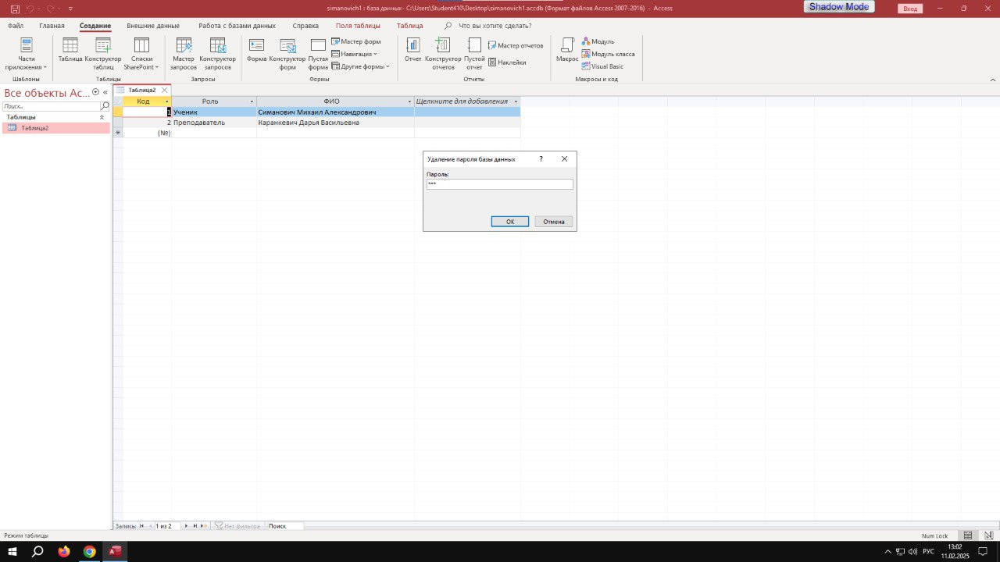 simanovich1 : база данных- C:\Users\Student410\Desktop\simanovich1.accdb (Формат файлов Access 2007–2016) - Access
Shadow Mode
Вход
Файл Главная Создание Внешние данные Работа с базами данных Справка Поля таблицы Таблица Что вы хотите сделать?
Части приложения
Таблица
Конструктор таблиц
Списки SharePoint
Мастер запросов
Конструктор запросов
Форма
Конструктор форм
Пустая форма
Мастер форм
Навигация
Другие формы
Отчет
Конструктор отчетов
Пустой отчет
Мастер отчетов
Наклейки
Макрос
Модуль
Модуль класса
Visual Basic
Шаблоны Таблицы Запросы Формы Отчеты Макросы и код
Все объекты Ac...
Поиск...
Таблицы
Таблица2
Таблица2
Код Роль ФИО Щелкните для добавления
1 Ученик Симанович Михаил Александрович
2 Преподаватель Каранкевич Дарья Васильевна
(№)
Удаление пароля базы данных ?
Пароль:
***
ОК Отмена
Запись: 1 из 2 Нет фильтра Поиск
Режим таблицы Num Lock
РУС
13:02
11.02.2025